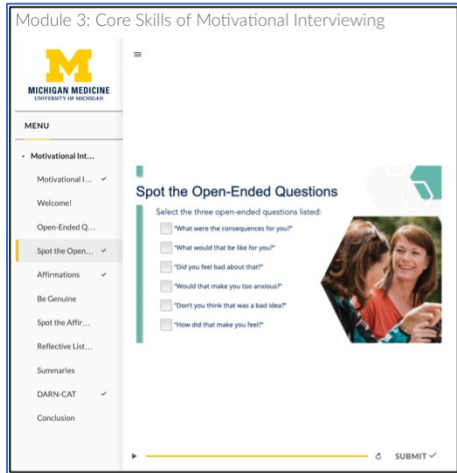 Module 3: Core Skills of Motivational Interviewing
M
MICHIGAN MEDICINE
UNIVERSITY OF MICHIGAN
MENU
Motivational Int...
Motivational I...
Welcome!
Open-Ended Q...
Spot the Open...
Affirmations
Be Genuine
Spot the Affir...
Reflective List...
Summaries
DARN-CAT
Conclusion
Spot the Open-Ended Questions
Select the three open-ended questions listed:
"What were the consequences for you?"
"What would that be like for you?"
"Did you feel bad about that?"
"Would that make you too anxious?"
"Don't you think that was a bad idea?"
"How did that make you feel?"
SUBMIT